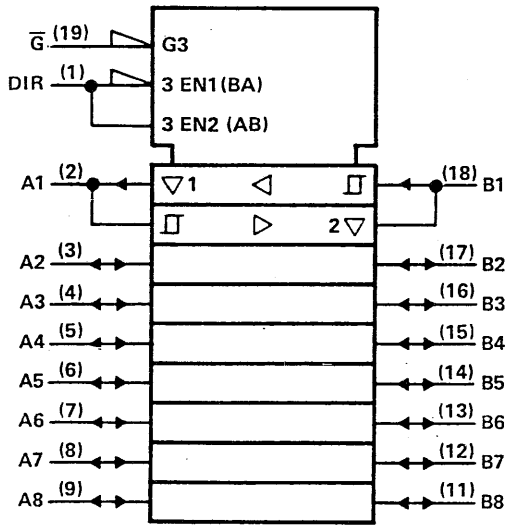 G̅ (19) G3
DIR (1) 3 EN1 (BA)
3 EN2 (AB)
A1 (2) ▽ 1 ◁ (18) B1
▷ 2 ▽
A2 (3) (17) B2
A3 (4) (16) B3
A4 (5) (15) B4
A5 (6) (14) B5
A6 (7) (13) B6
A7 (8) (12) B7
A8 (9) (11) B8